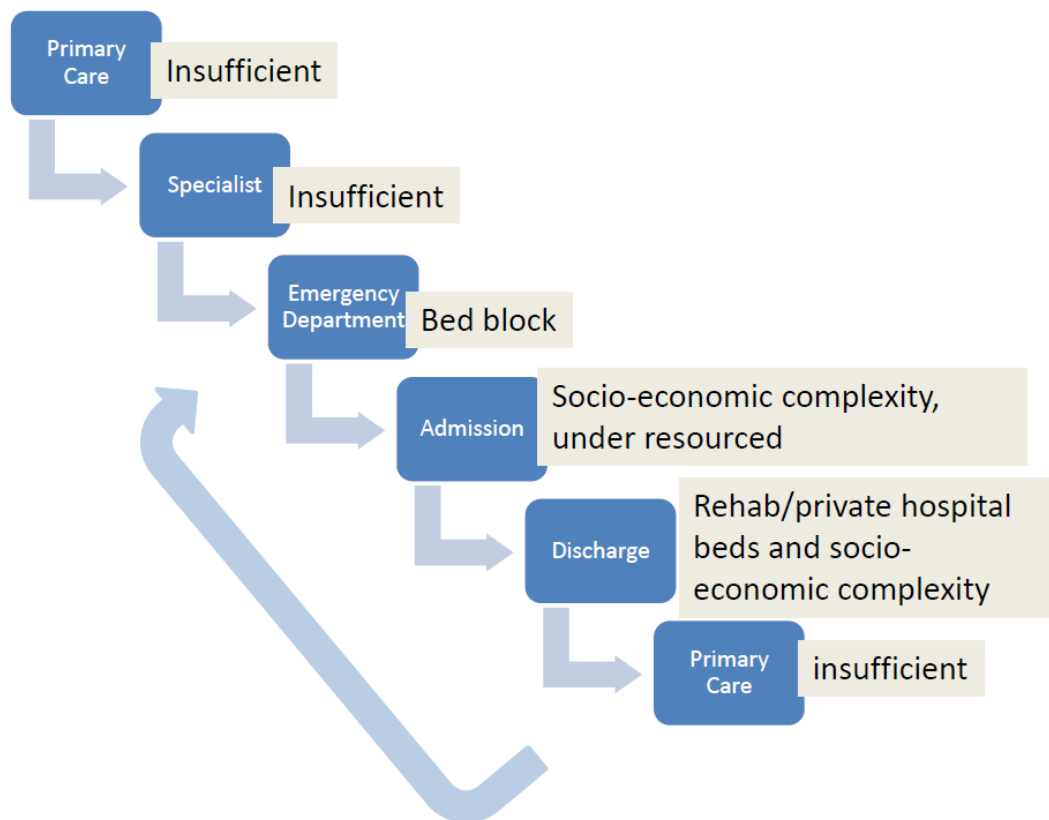 Primary
Care
Insufficient
Specialist
Insufficient
Emergency
Department
Bed block
Admission
Socio-economic complexity,
under resourced
Discharge
Rehab/private hospital
beds and socio-
economic complexity
Primary
Care
insufficient